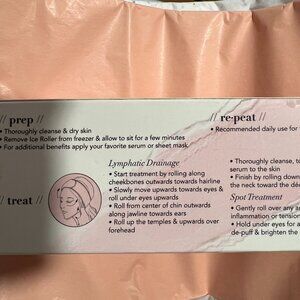 // prep //
• Thoroughly cleanse & dry skin
• Remove Ice Roller from freezer & allow to sit for a few minutes
• For additional benefits apply your favorite serum or sheet mask.
// re·peat //
• Recommended daily use for
// treat //
Lymphatic Drainage
• Start treatment by rolling along
cheekbones outwards towards hairline
• Slowly move upwards towards eyes &
roll under eyes upwards
• Roll from center of chin outwards
along jawline towards ears
• Roll up the temples & upwards over
forehead
• Thoroughly cleanse, to
serum to the skin
• Finish by rolling down
the neck toward the de
Spot Treatment
• Gently roll over any a
inflammation or tension
• Hold under eyes for a
de-puff & brighten the